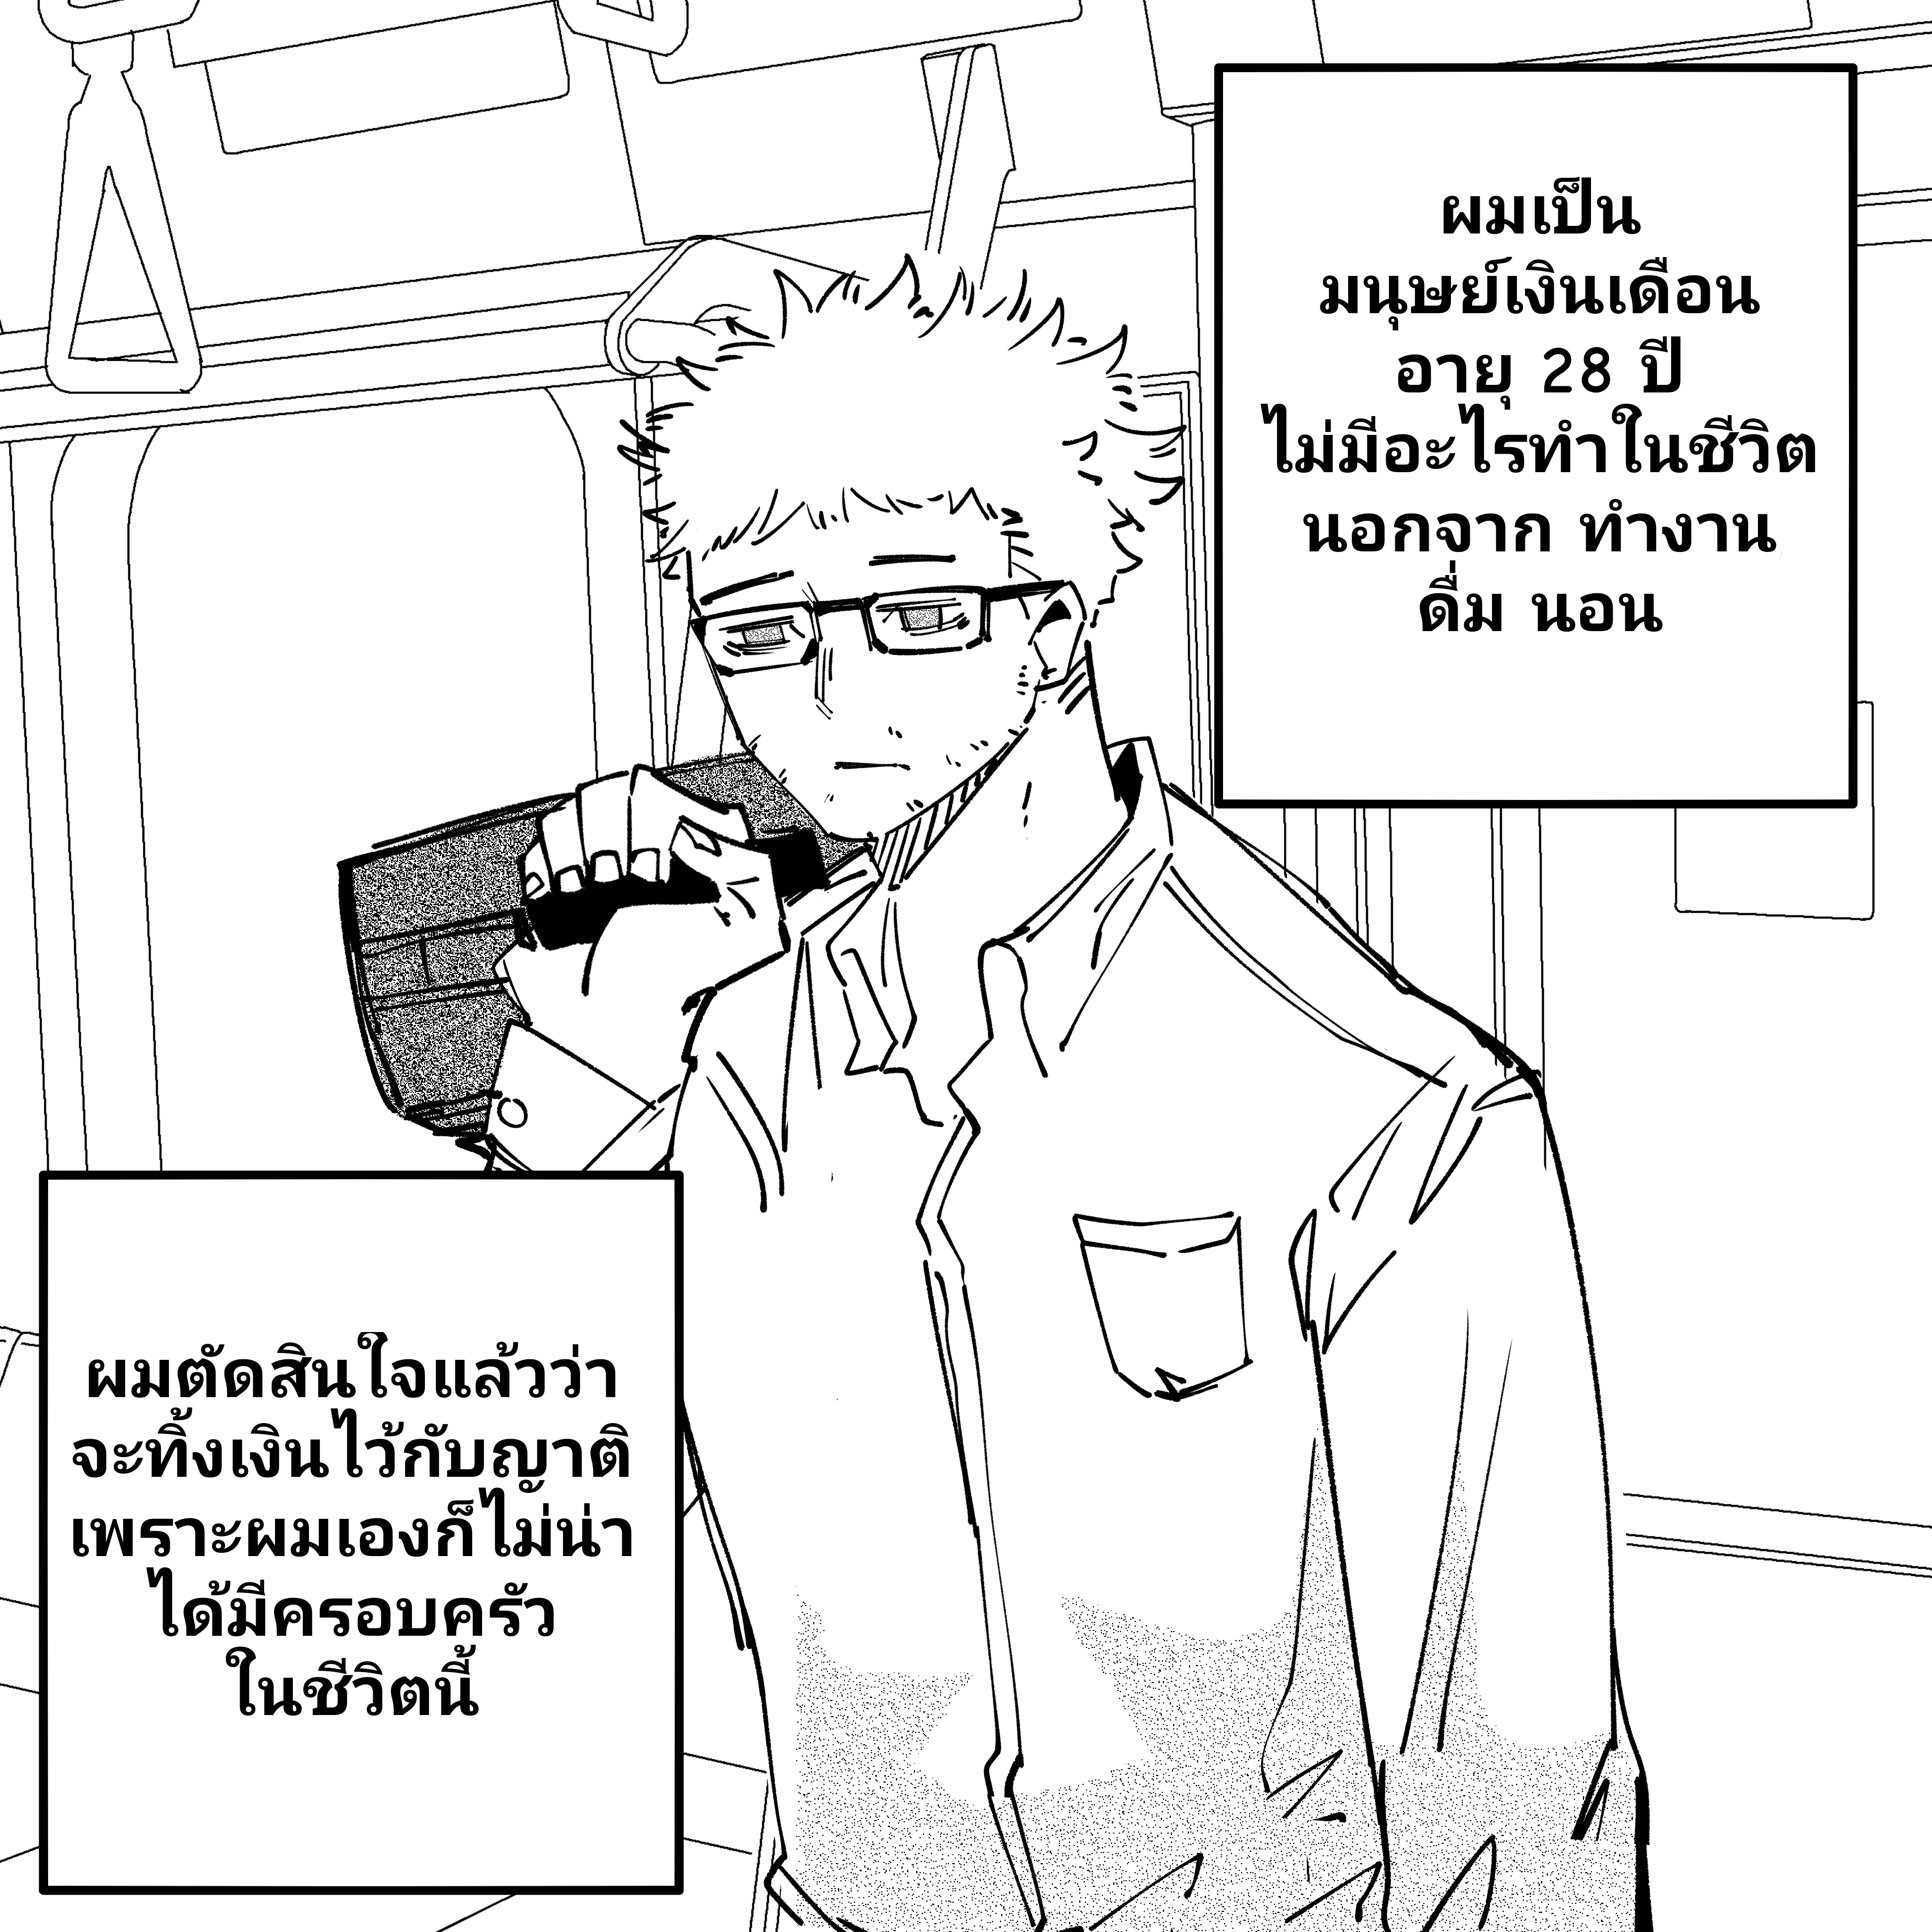 ผมเป็น
มนุษย์เงินเดือน
อายุ 28 ปี
ไม่มีอะไรทำในชีวิต
นอกจาก ทำงาน
ดื่ม นอน
ผมตัดสินใจแล้วว่า
จะทิ้งเงินไว้กับญาติ
เพราะผมเองก็ไม่น่า
ได้มีครอบครัว
ในชีวิตนี้